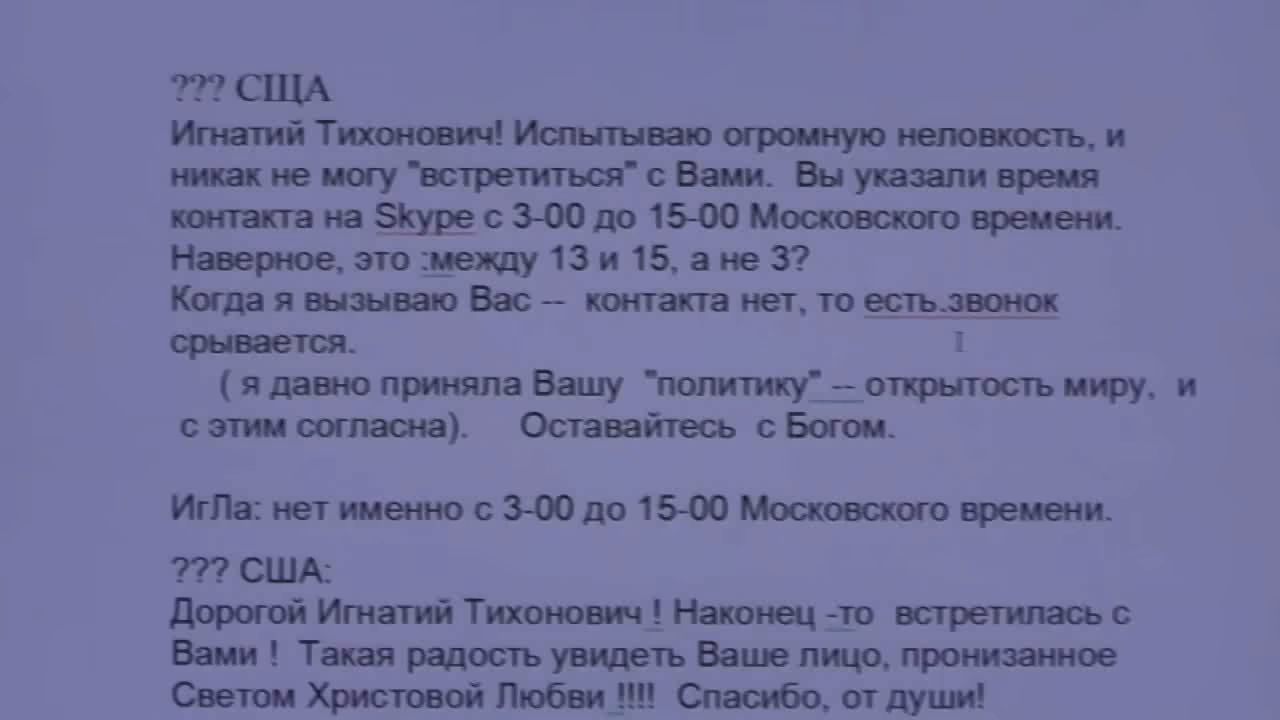 ??? СЩА
Игнатий Тихонович! Испытываю огромную неловкость, и
никак не могу "встретиться" с Вами.  Вы указали время
контакта на Skype с 3-00 до 15-00 Московского времени.
Наверное, это :между 13 и 15, а не 3?
Когда я вызываю Вас --  контакта нет, то есть.звонок
срывается.
( я давно приняла Вашу  "политику" -- открытость миру,  и
с этим согласна).     Оставайтесь  с Богом.
ИгЛа: нет именно с 3-00 до 15-00 Московского времени.
??? США:
Дорогой Игнатий Тихонович ! Наконец -то  встретилась с
Вами !  Такая радость увидеть Ваше лицо, пронизанное
Светом Христовой Любви !!!!  Спасибо, от души!